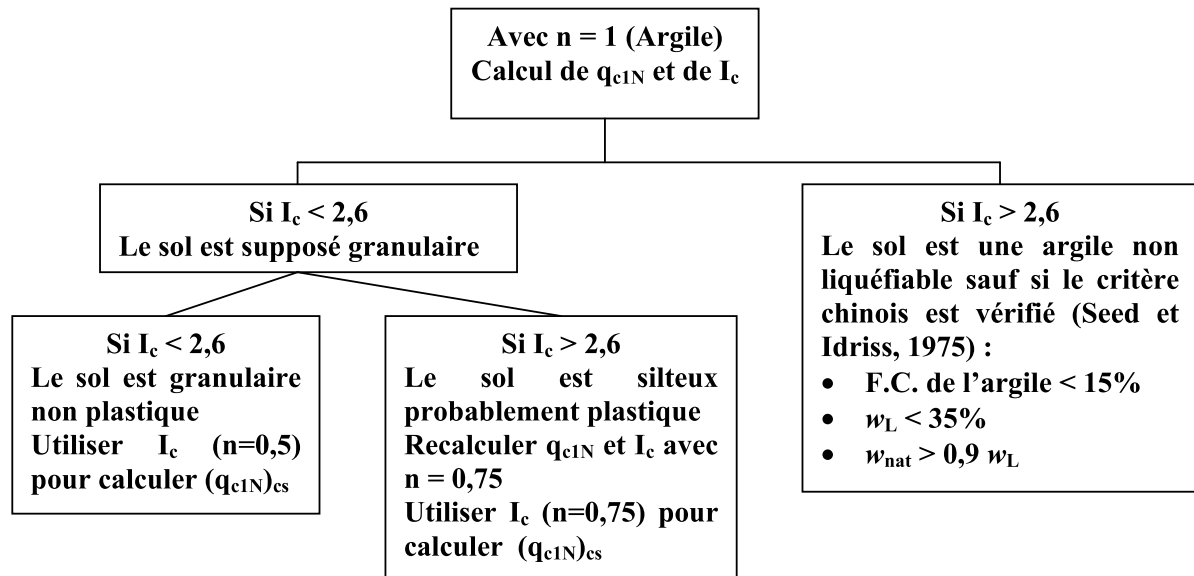 Avec n = 1 (Argile)
Calcul de qc1N et de Ic
Si Ic < 2,6
Le sol est supposé granulaire
Si Ic < 2,6
Le sol est granulaire
non plastique
Utiliser Ic (n=0,5)
pour calculer (qc1N)cs
Si Ic > 2,6
Le sol est silteux
probablement plastique
Recalculer qc1N et Ic avec
n = 0,75
Utiliser Ic (n=0,75) pour
calculer (qc1N)cs
Si Ic > 2,6
Le sol est une argile non
liquéfiable sauf si le critère
chinois est vérifié (Seed et
Idriss, 1975) :
• F.C. de l’argile < 15%
• wL < 35%
• wnat > 0,9 wL